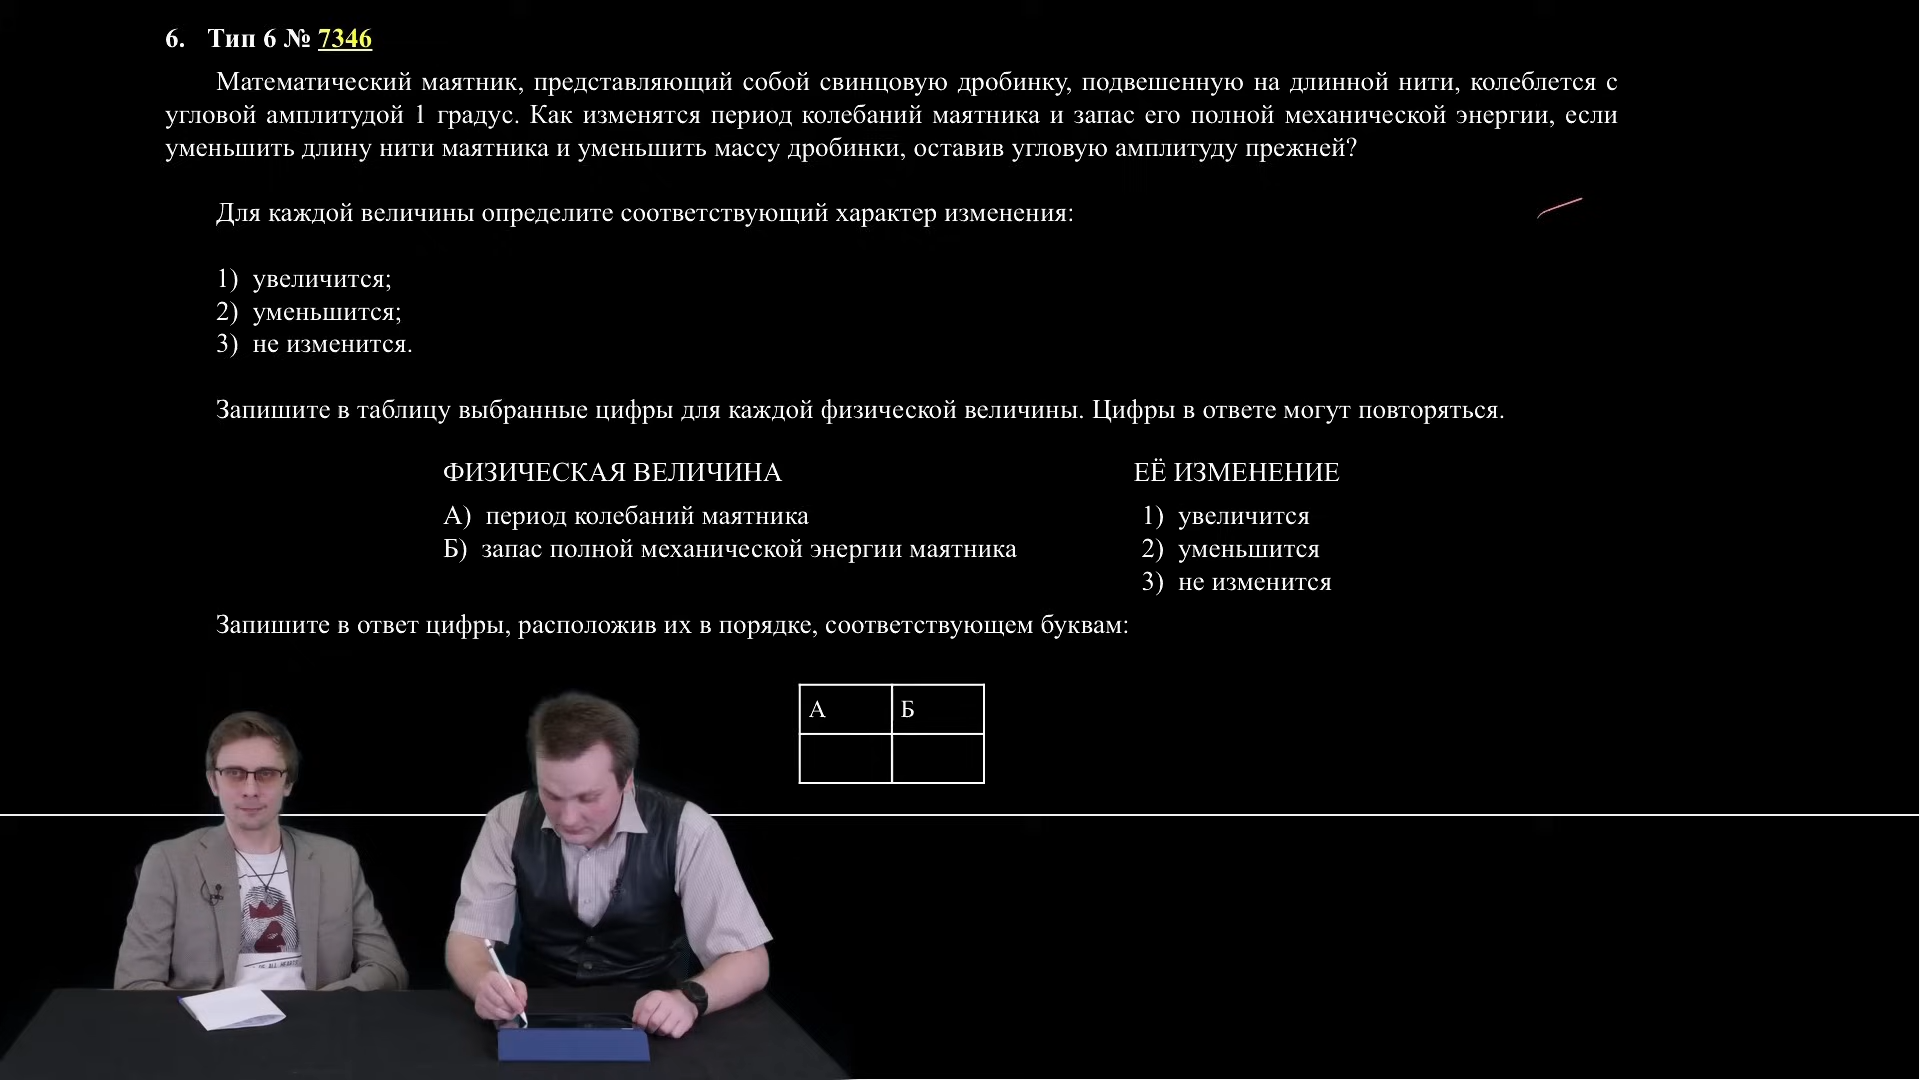 6. Тип 6 № 7346
Математический маятник, представляющий собой свинцовую дробинку, подвешенную на длинной нити, колеблется с
угловой амплитудой 1 градус. Как изменятся период колебаний маятника и запас его полной механической энергии, если
уменьшить длину нити маятника и уменьшить массу дробинки, оставив угловую амплитуду прежней?
Для каждой величины определите соответствующий характер изменения:
1) увеличится;
2) уменьшится;
3) не изменится.
Запишите в таблицу выбранные цифры для каждой физической величины. Цифры в ответе могут повторяться.
ФИЗИЧЕСКАЯ ВЕЛИЧИНА
А) период колебаний маятника
Б) запас полной механической энергии маятника
ЕЁ ИЗМЕНЕНИЕ
1) увеличится
2) уменьшится
3) не изменится
Запишите в ответ цифры, расположив их в порядке, соответствующем буквам:
А Б